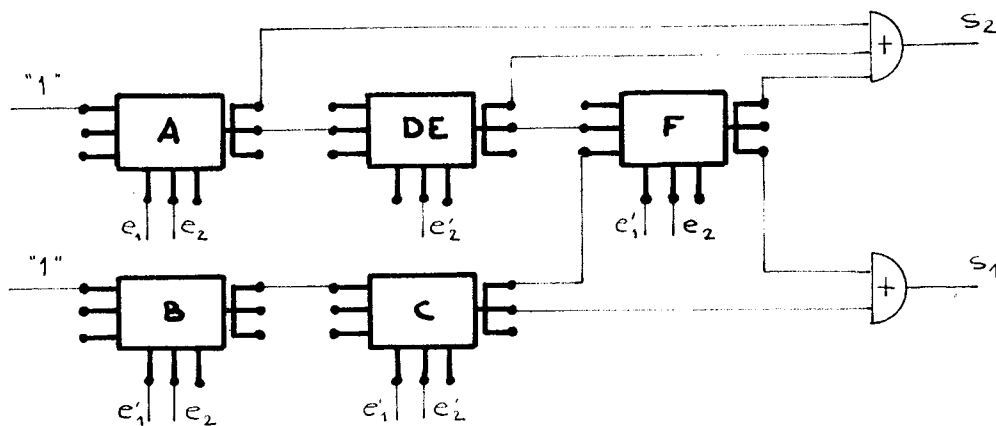 s₂
"1"
A
DE
F
+
e₁ e₂
e'₂
e'₁ e₂
"1"
B
C
+
s₁
e'₁ e₂
e'₁ e'₂